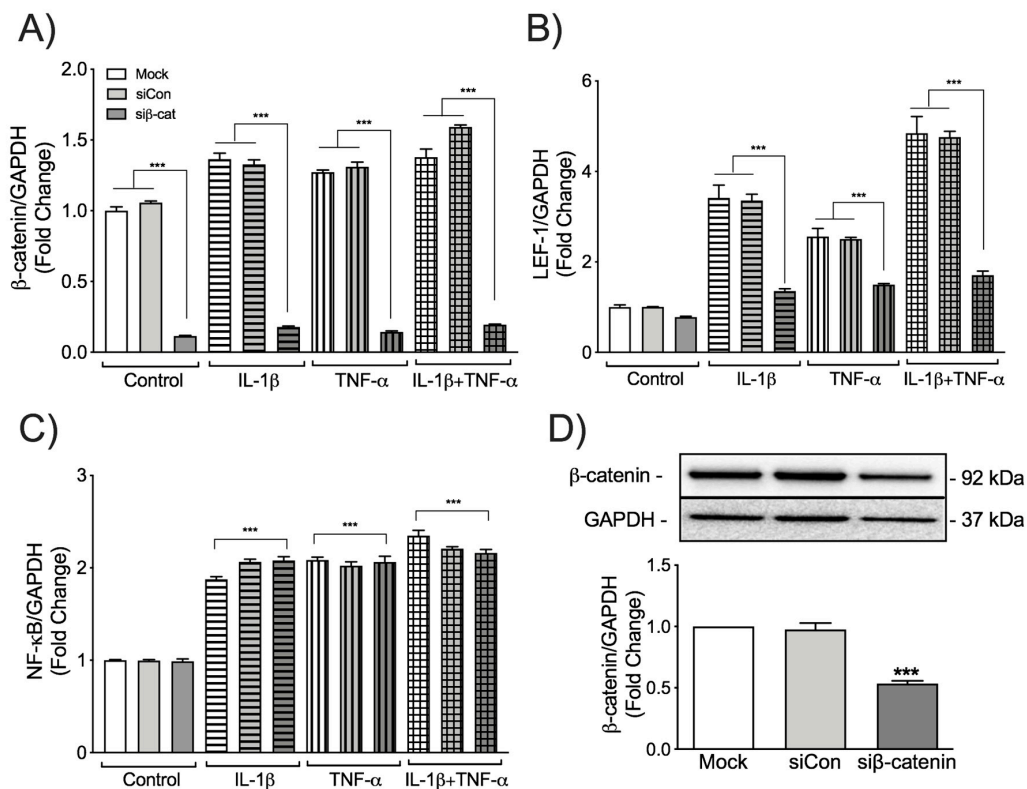 A)
β-catenin/GAPDH
(Fold Change)
2.0
1.5
1.0
0.5
0.0
Mock
siCon
siβ-cat
***
***
***
***
Control
IL-1β
TNF-α
IL-1β+TNF-α
B)
LEF-1/GAPDH
(Fold Change)
6
4
2
0
***
***
***
Control
IL-1β
TNF-α
IL-1β+TNF-α
C)
NF-κB/GAPDH
(Fold Change)
3
2
1
0
***
***
***
Control
IL-1β
TNF-α
IL-1β+TNF-α
D)
β-catenin - - 92 kDa
GAPDH - - 37 kDa
β-catenin/GAPDH
(Fold Change)
1.0
0.5
0.0
***
Mock siCon siβ-catenin